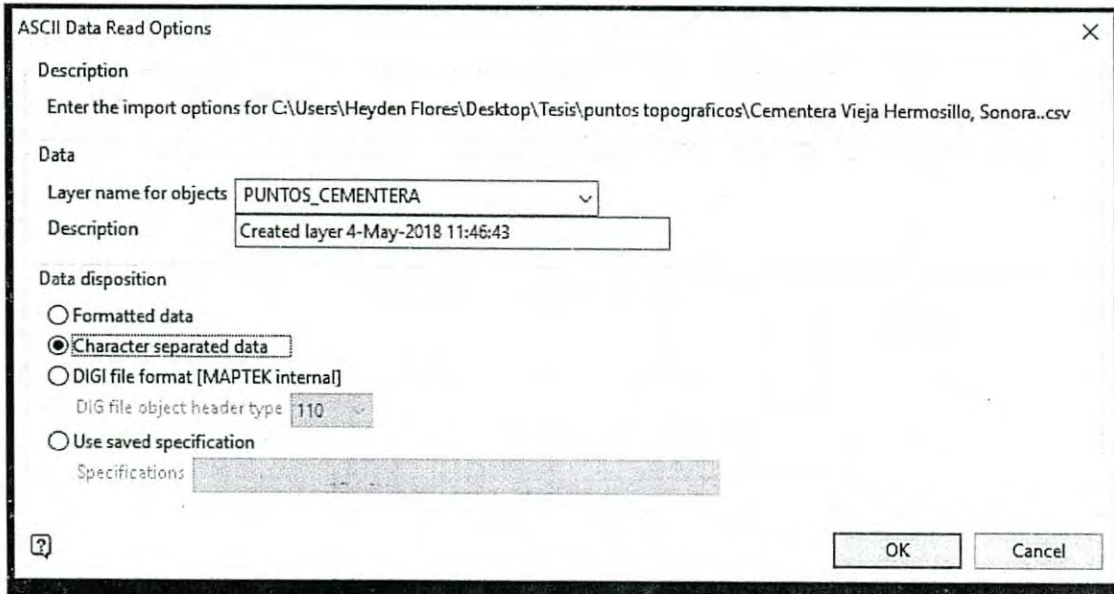 ASCII Data Read Options
Description
Enter the import options for C:\Users\Heyden Flores\Desktop\Tesis\puntos topograficos\Cementera Vieja Hermosillo, Sonora..csv
Data
Layer name for objects PUNTOS_CEMENTERA
Description Created layer 4-May-2018 11:46:43
Data disposition
Formatted data
Character separated data
DIGI file format [MAPTEK internal]
DIG file object header type 110
Use saved specification
Specifications
?
OK Cancel